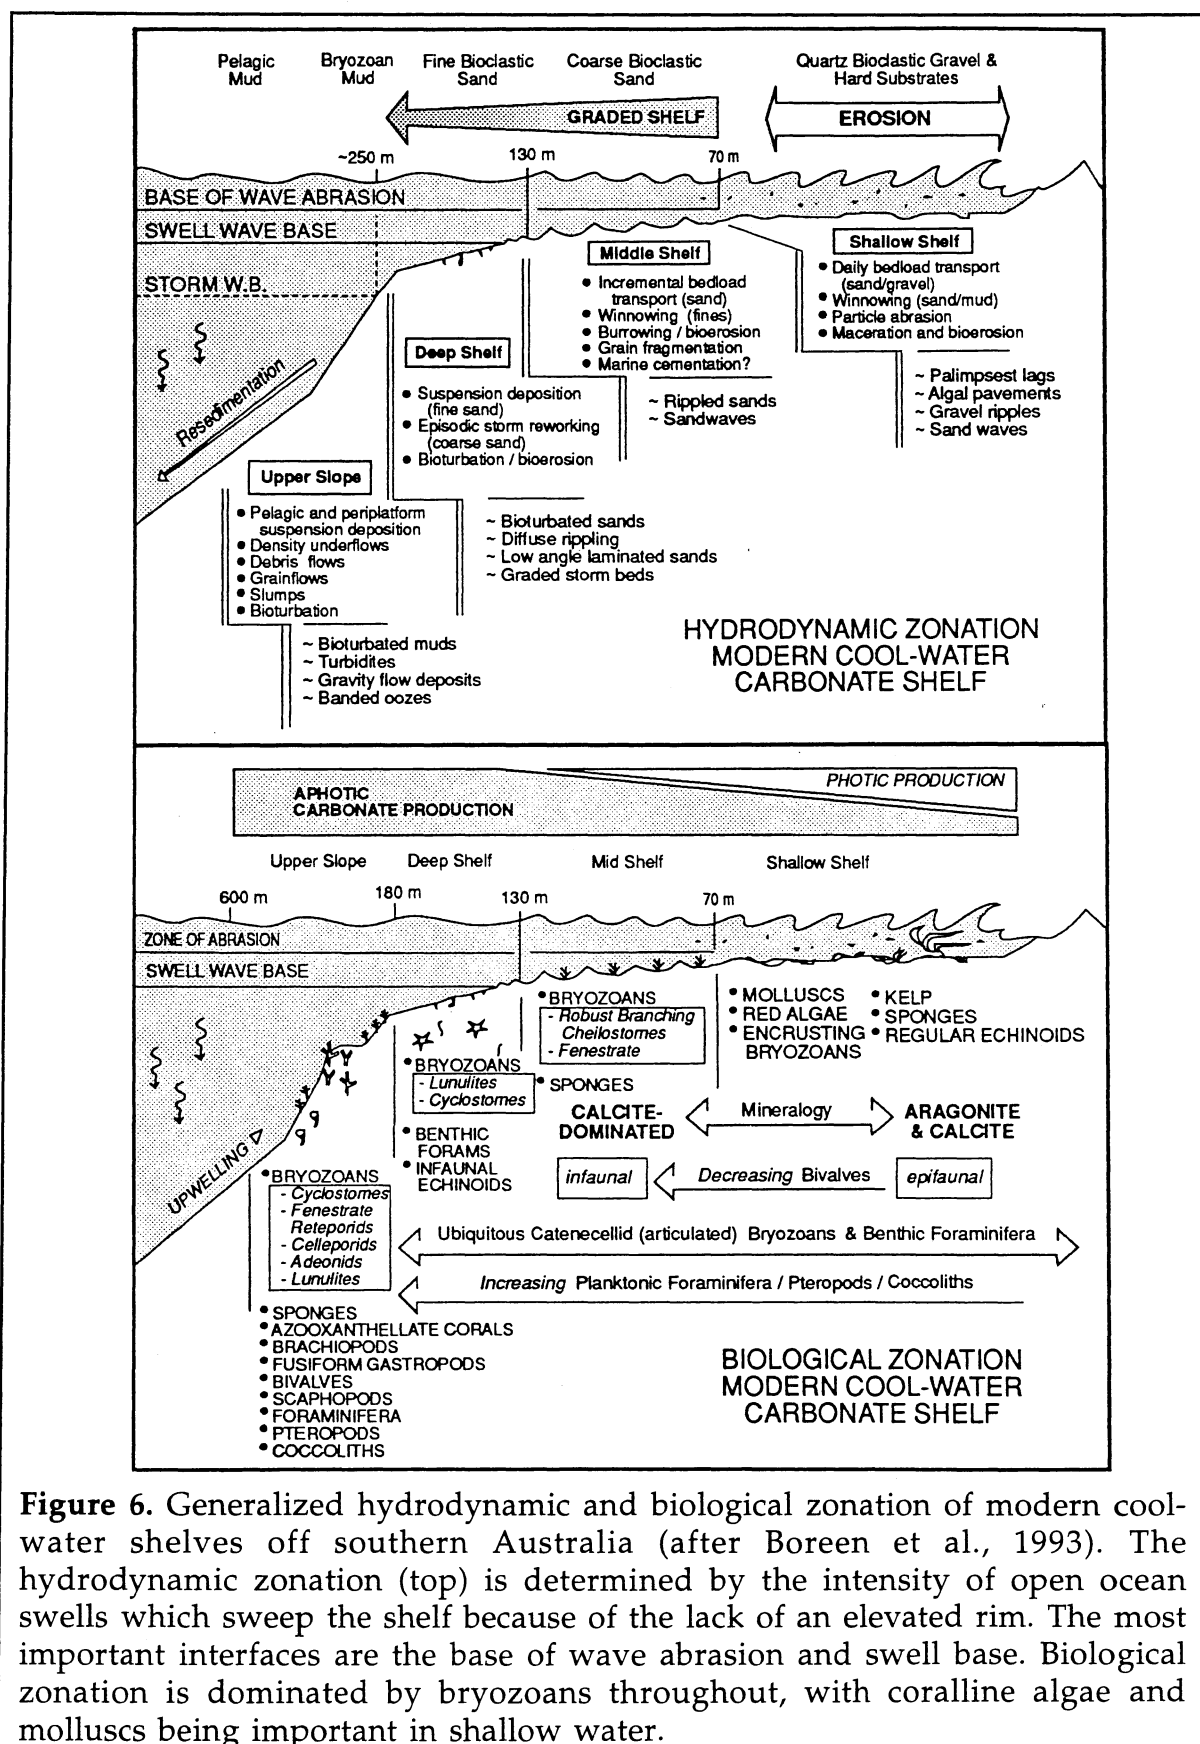 Pelagic Mud
Bryozoan Mud
Fine Bioclastic Sand
Coarse Bioclastic Sand
Quartz Bioclastic Gravel & Hard Substrates
GRADED SHELF
EROSION
~250 m
130 m
70 m
BASE OF WAVE ABRASION
SWELL WAVE BASE
STORM W.B.
Resedimentation
Shallow Shelf
• Daily bedload transport
(sand/gravel)
• Winnowing (sand/mud)
• Particle abrasion
• Maceration and bioerosion
~ Palimpsest lags
~ Algal pavements
~ Gravel ripples
~ Sand waves
Middle Shelf
• Incremental bedload
transport (sand)
• Winnowing (fines)
• Burrowing / bioerosion
• Grain fragmentation
• Marine cementation?
~ Rippled sands
~ Sandwaves
Deep Shelf
• Suspension deposition
(fine sand)
• Episodic storm reworking
(coarse sand)
• Bioturbation / bioerosion
~ Bioturbated sands
~ Diffuse rippling
~ Low angle laminated sands
~ Graded storm beds
Upper Slope
• Pelagic and periplatform
suspension deposition
• Density underflows
• Debris flows
• Grainflows
• Slumps
• Bioturbation
~ Bioturbated muds
~ Turbidites
~ Gravity flow deposits
~ Banded oozes
HYDRODYNAMIC ZONATION
MODERN COOL-WATER
CARBONATE SHELF
PHOTIC PRODUCTION
APHOTIC
CARBONATE PRODUCTION
Upper Slope
Deep Shelf
Mid Shelf
Shallow Shelf
600 m
180 m
130 m
70 m
ZONE OF ABRASION
SWELL WAVE BASE
UPWELLING
• MOLLUSCS
• RED ALGAE
• ENCRUSTING
BRYOZOANS
• KELP
• SPONGES
• REGULAR ECHINOIDS
• BRYOZOANS
- Robust Branching
Cheilostomes
- Fenestrate
• SPONGES
• BRYOZOANS
- Lunulites
- Cyclostomes
• BENTHIC
FORAMS
• INFAUNAL
ECHINOIDS
CALCITE-
DOMINATED
Mineralogy
ARAGONITE
& CALCITE
infaunal
Decreasing Bivalves
epifaunal
Ubiquitous Catenecellid (articulated) Bryozoans & Benthic Foraminifera
Increasing Planktonic Foraminifera / Pteropods / Coccoliths
• BRYOZOANS
- Cyclostomes
- Fenestrate
Reteporids
- Celleporids
- Adeonids
- Lunulites
• SPONGES
• AZOOXANTHELLATE CORALS
• BRACHIOPODS
• FUSIFORM GASTROPODS
• BIVALVES
• SCAPHOPODS
• FORAMINIFERA
• PTEROPODS
• COCCOLITHS
BIOLOGICAL ZONATION
MODERN COOL-WATER
CARBONATE SHELF
Figure 6. Generalized hydrodynamic and biological zonation of modern cool-
water shelves off southern Australia (after Boreen et al., 1993). The
hydrodynamic zonation (top) is determined by the intensity of open ocean
swells which sweep the shelf because of the lack of an elevated rim. The most
important interfaces are the base of wave abrasion and swell base. Biological
zonation is dominated by bryozoans throughout, with coralline algae and
molluscs being important in shallow water.